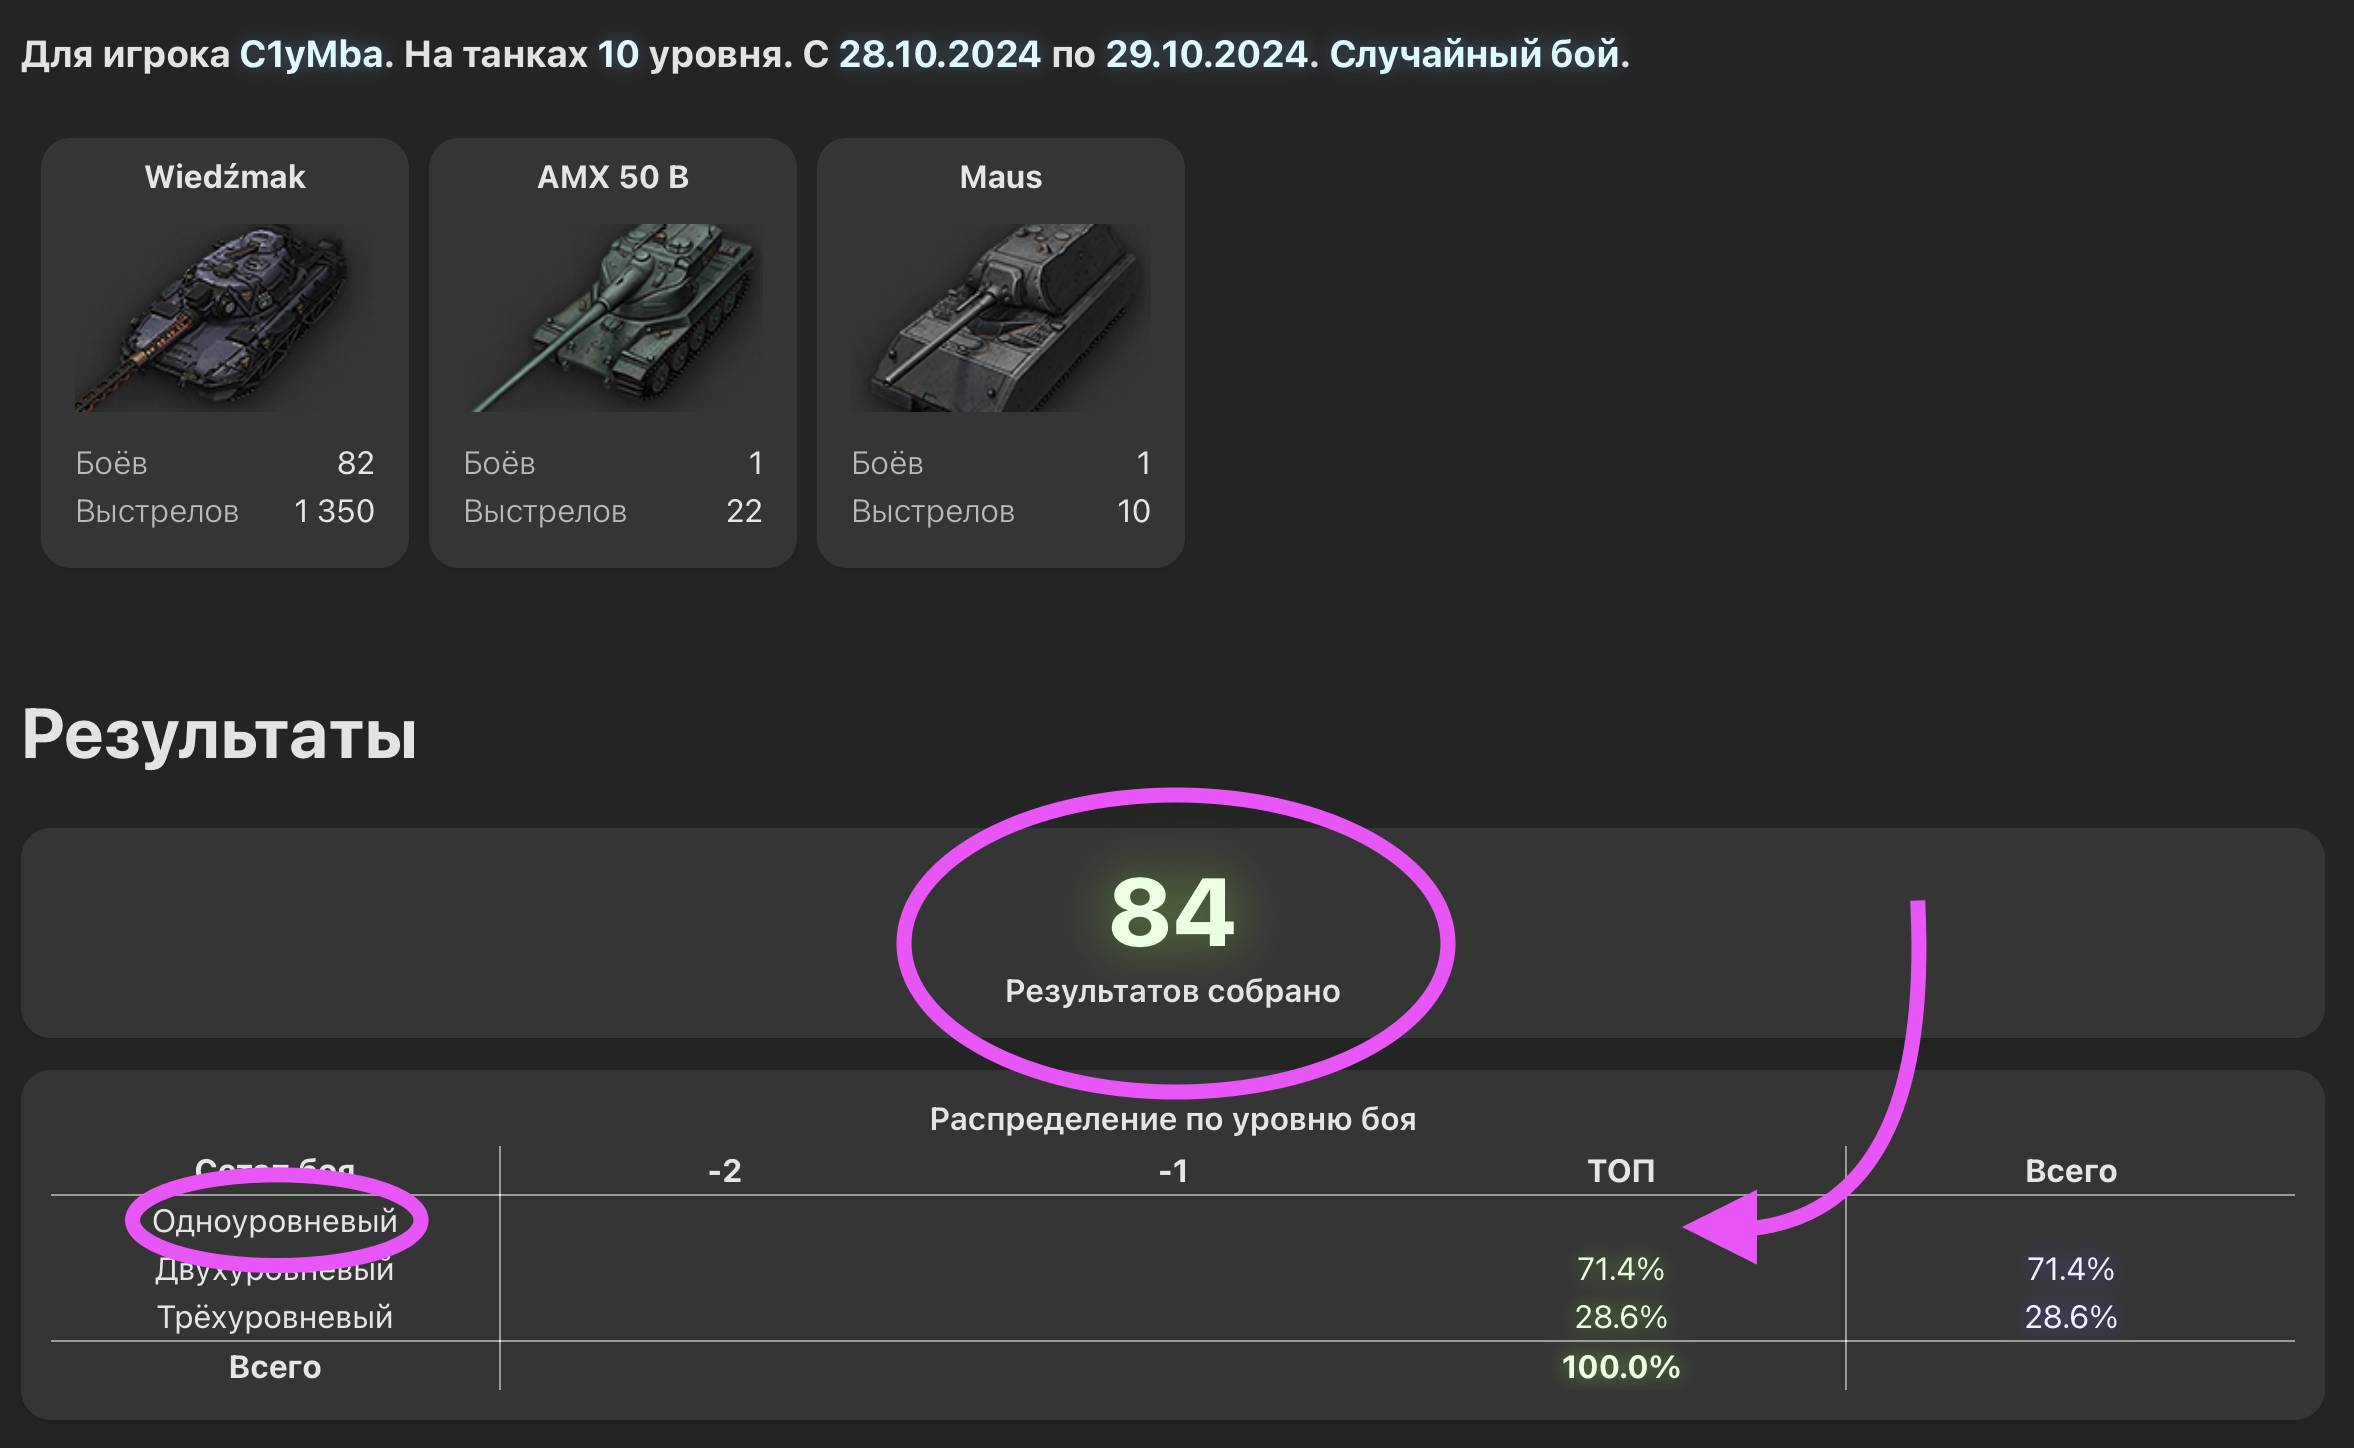 Для игрока C1yMba. На танках 10 уровня. С 28.10.2024 по 29.10.2024. Случайный бой.
Wiedźmak AMX 50 B Maus
Боёв 82 Боёв 1 Боёв 1
Выстрелов 1 350 Выстрелов 22 Выстрелов 10
Результаты
84
Результатов собрано
Распределение по уровню боя
Сетап боя -2 -1 ТОП Всего
Одноуровневый
Двухуровневый 71.4% 71.4%
Трёхуровневый 28.6% 28.6%
Всего 100.0%